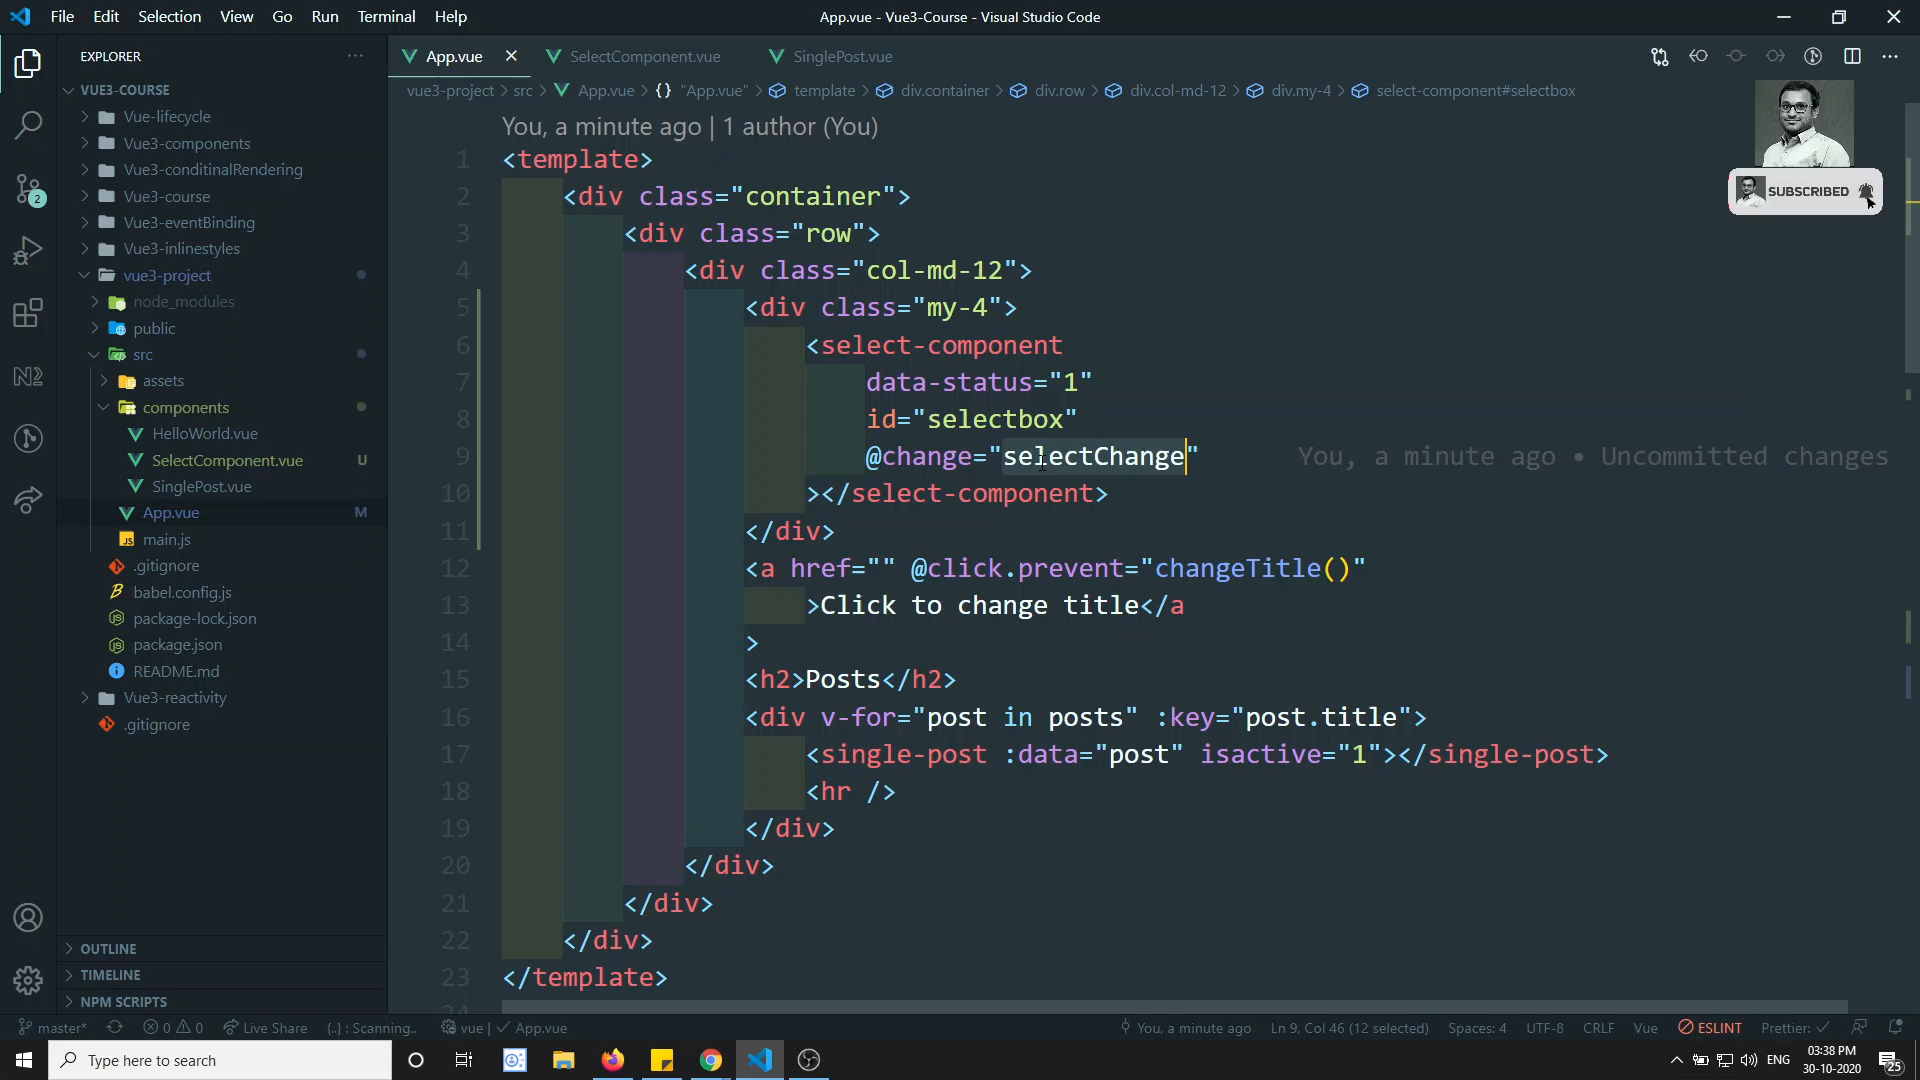 File Edit Selection View Go Run Terminal Help
App.vue - Vue3-Course - Visual Studio Code
EXPLORER
VUE3-COURSE
Vue-lifecycle
Vue3-components
Vue3-conditinalRendering
Vue3-course
Vue3-eventBinding
Vue3-inlinestyles
vue3-project
node_modules
public
src
assets
components
HelloWorld.vue
SelectComponent.vue U
SinglePost.vue
App.vue M
main.js
.gitignore
babel.config.js
package-lock.json
package.json
README.md
Vue3-reactivity
.gitignore
OUTLINE
TIMELINE
NPM SCRIPTS
2
App.vue SelectComponent.vue SinglePost.vue
vue3-project > src > App.vue > {} "App.vue" > template > div.container > div.row > div.col-md-12 > div.my-4 > select-component#selectbox
SUBSCRIBED
You, a minute ago | 1 author (You)
1 <template>
2 <div class="container">
3 <div class="row">
4 <div class="col-md-12">
5 <div class="my-4">
6 <select-component
7 data-status="1"
8 id="selectbox"
9 @change="selectChange" You, a minute ago • Uncommitted changes
10 ></select-component>
11 </div>
12 <a href="" @click.prevent="changeTitle()"
13 >Click to change title</a
14 >
15 <h2>Posts</h2>
16 <div v-for="post in posts" :key="post.title">
17 <single-post :data="post" isactive="1"></single-post>
18 <hr />
19 </div>
20 </div>
21 </div>
22 </div>
23 </template>
24
master* 0 0 Live Share {..} : Scanning.. vue | App.vue You, a minute ago Ln 9, Col 46 (12 selected) Spaces: 4 UTF-8 CRLF Vue ESLINT Prettier:
Type here to search
ENG
03:38 PM
30-10-2020
25